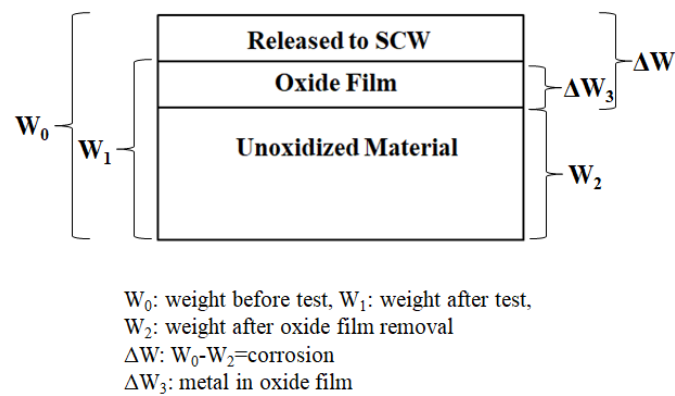 Released to SCW
Oxide Film
Unoxidized Material
W₀
W₁
ΔW
ΔW₃
W₂
W₀: weight before test, W₁: weight after test,
W₂: weight after oxide film removal
ΔW: W₀-W₂=corrosion
ΔW₃: metal in oxide film